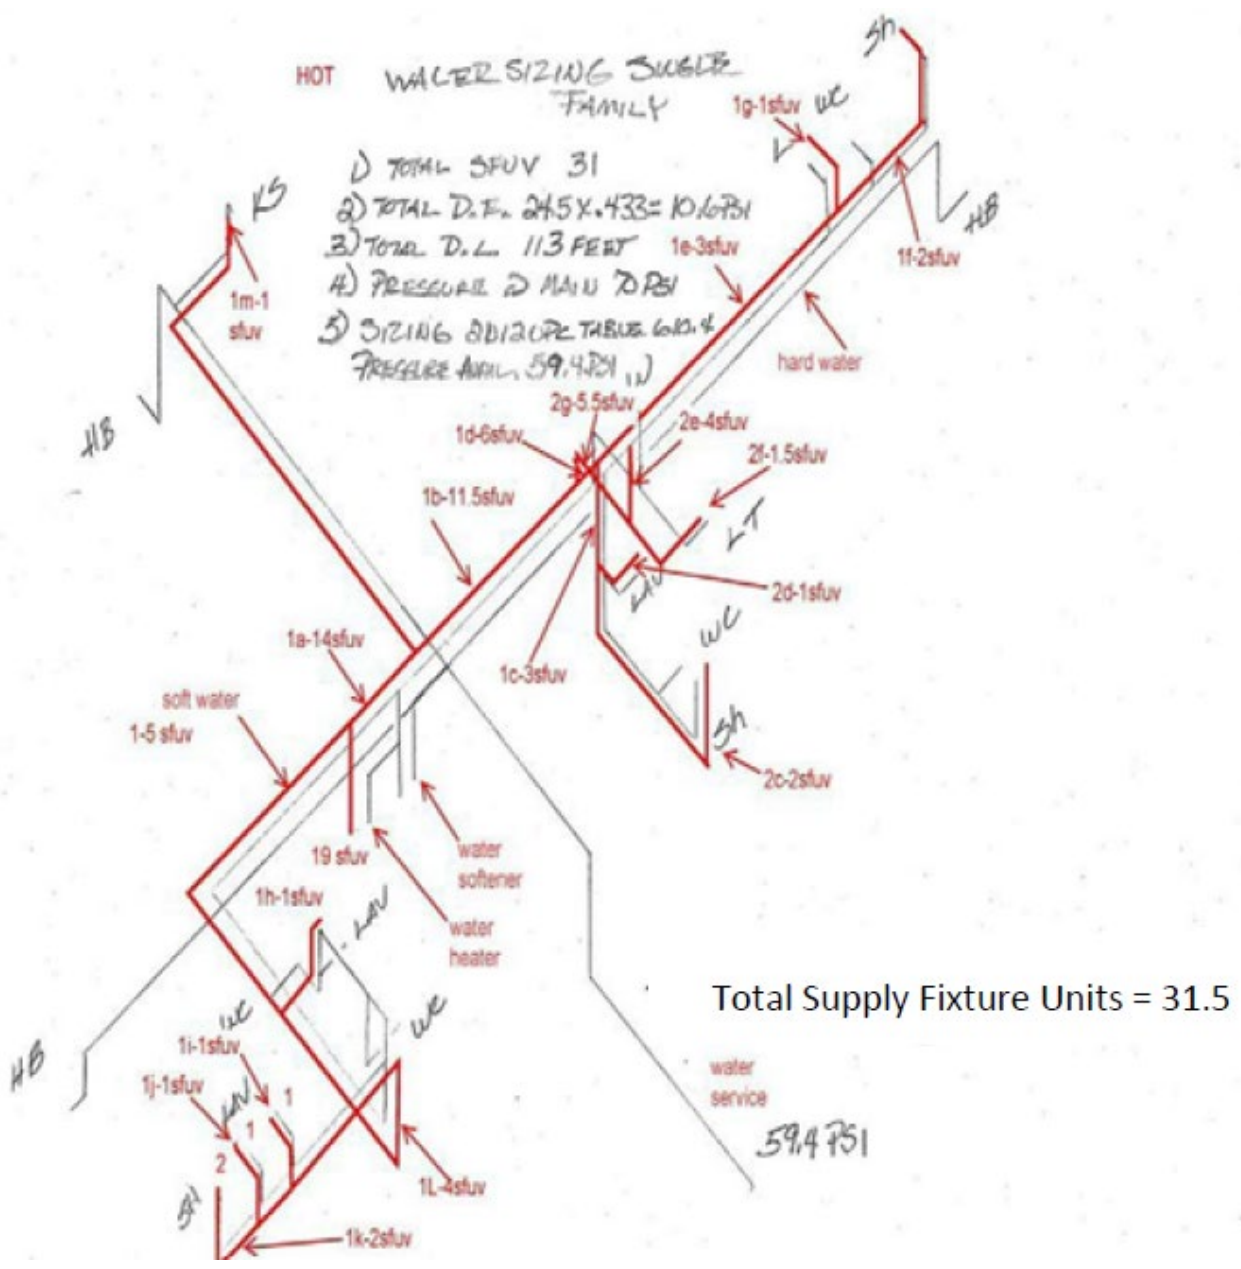 Sh
HOT WATER SIZING SINGLE
FAMILY
1g-1sfuv
WC
L
KS
1) TOTAL SFUV 31
2) TOTAL D.E. 24.5 X .433= 10.6PSI
HB
3) TOTAL D.L. 113 FEET
1e-3sfuv
1f-2sfuv
4) PRESSURE @ MAIN 70 PSI
1m-1
sfuv
5) SIZING 2012 UPC TABLE 610.4
PRESSURE AVAIL. 59.4 PSI
hard water
HB
2g-5.5sfuv
1d-6sfuv
2e-4sfuv
2f-1.5sfuv
1b-11.5sfuv
LT
LAV
2d-1sfuv
WC
1a-14sfuv
1c-3sfuv
soft water
1-5 sfuv
Sh
2c-2sfuv
19 sfuv
water
softener
1h-1sfuv
LAV
water
heater
WC
WC
Total Supply Fixture Units = 31.5
HB
1i-1sfuv
1j-1sfuv
LAV
1
1
2
water
service
59.4 PSI
1L-4sfuv
SH
1k-2sfuv